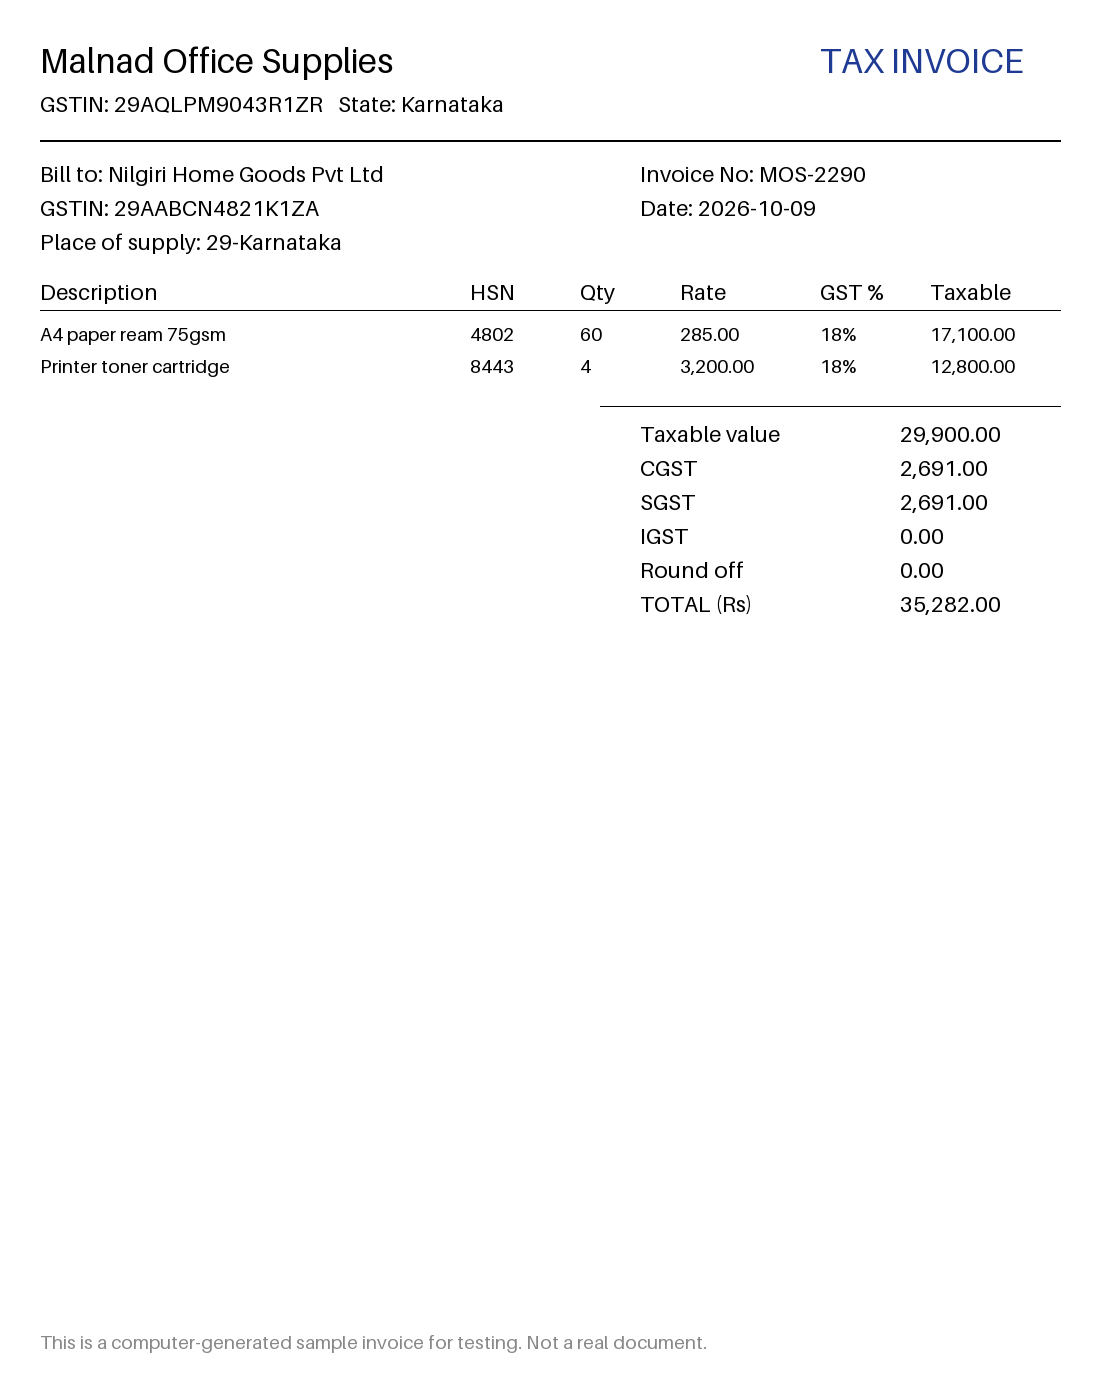 Malnad Office Supplies TAX INVOICE
GSTIN: 29AQLPM9043R1ZR State: Karnataka
Bill to: Nilgiri Home Goods Pvt Ltd Invoice No: MOS-2290
GSTIN: 29AABCN4821K1ZA Date: 2026-10-09
Place of supply: 29-Karnataka
Description HSN Qty Rate GST % Taxable
A4 paper ream 75gsm 4802 60 285.00 18% 17,100.00
Printer toner cartridge 8443 4 3,200.00 18% 12,800.00
Taxable value 29,900.00
CGST 2,691.00
SGST 2,691.00
IGST 0.00
Round off 0.00
TOTAL (Rs) 35,282.00
This is a computer-generated sample invoice for testing. Not a real document.